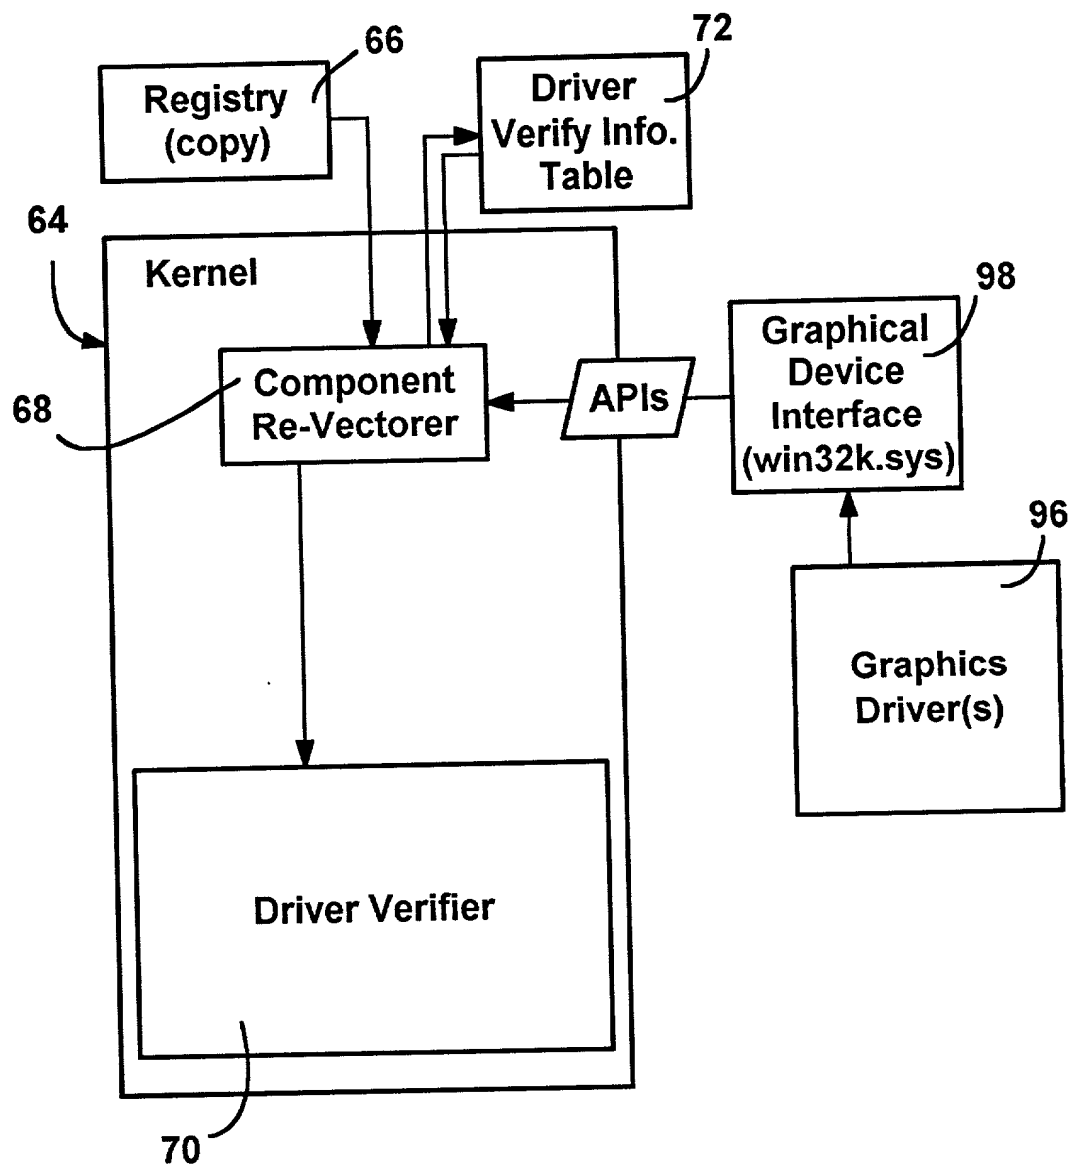 66
72
Registry
(copy)
Driver
Verify Info.
Table
64
Kernel
98
Graphical
Device
Interface
(win32k.sys)
68
Component
Re-Vectorer
APIs
96
Graphics
Driver(s)
Driver Verifier
70